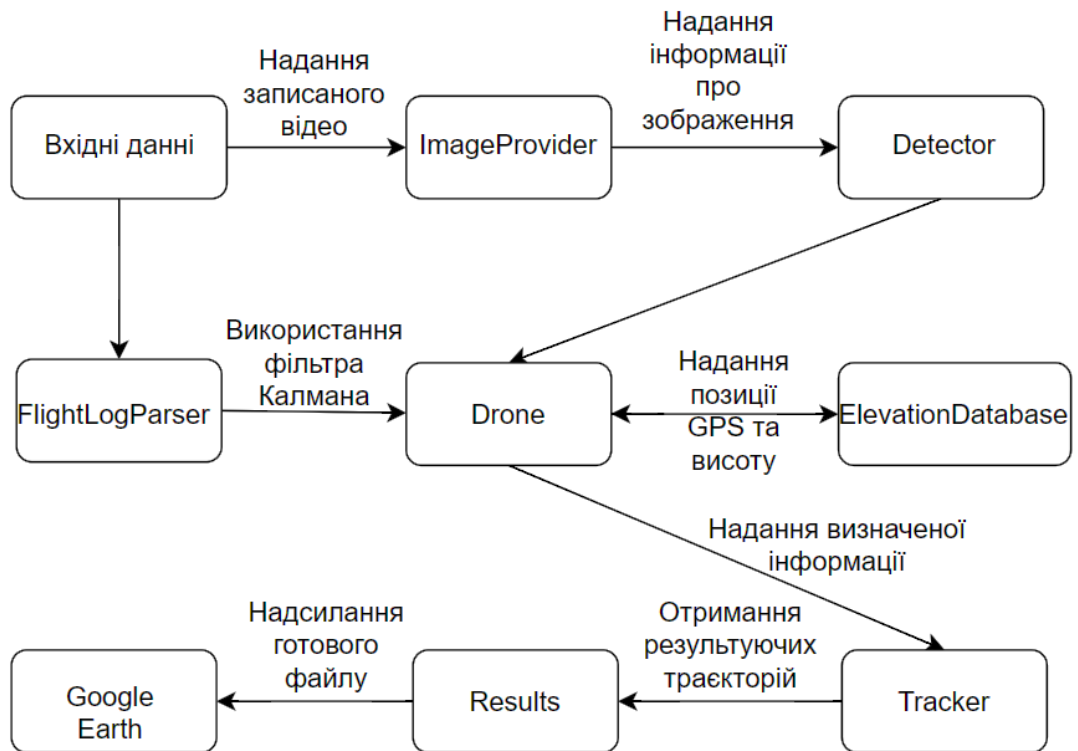 Надання
записаного
відео
Надання
інформації
про
зображення
Вхідні данні
ImageProvider
Detector
Використання
фільтра
Калмана
Надання
позиції
GPS та
висоту
FlightLogParser
Drone
ElevationDatabase
Надання визначеної
інформації
Надсилання
готового
файлу
Отримання
результуючих
траєкторій
Google
Earth
Results
Tracker